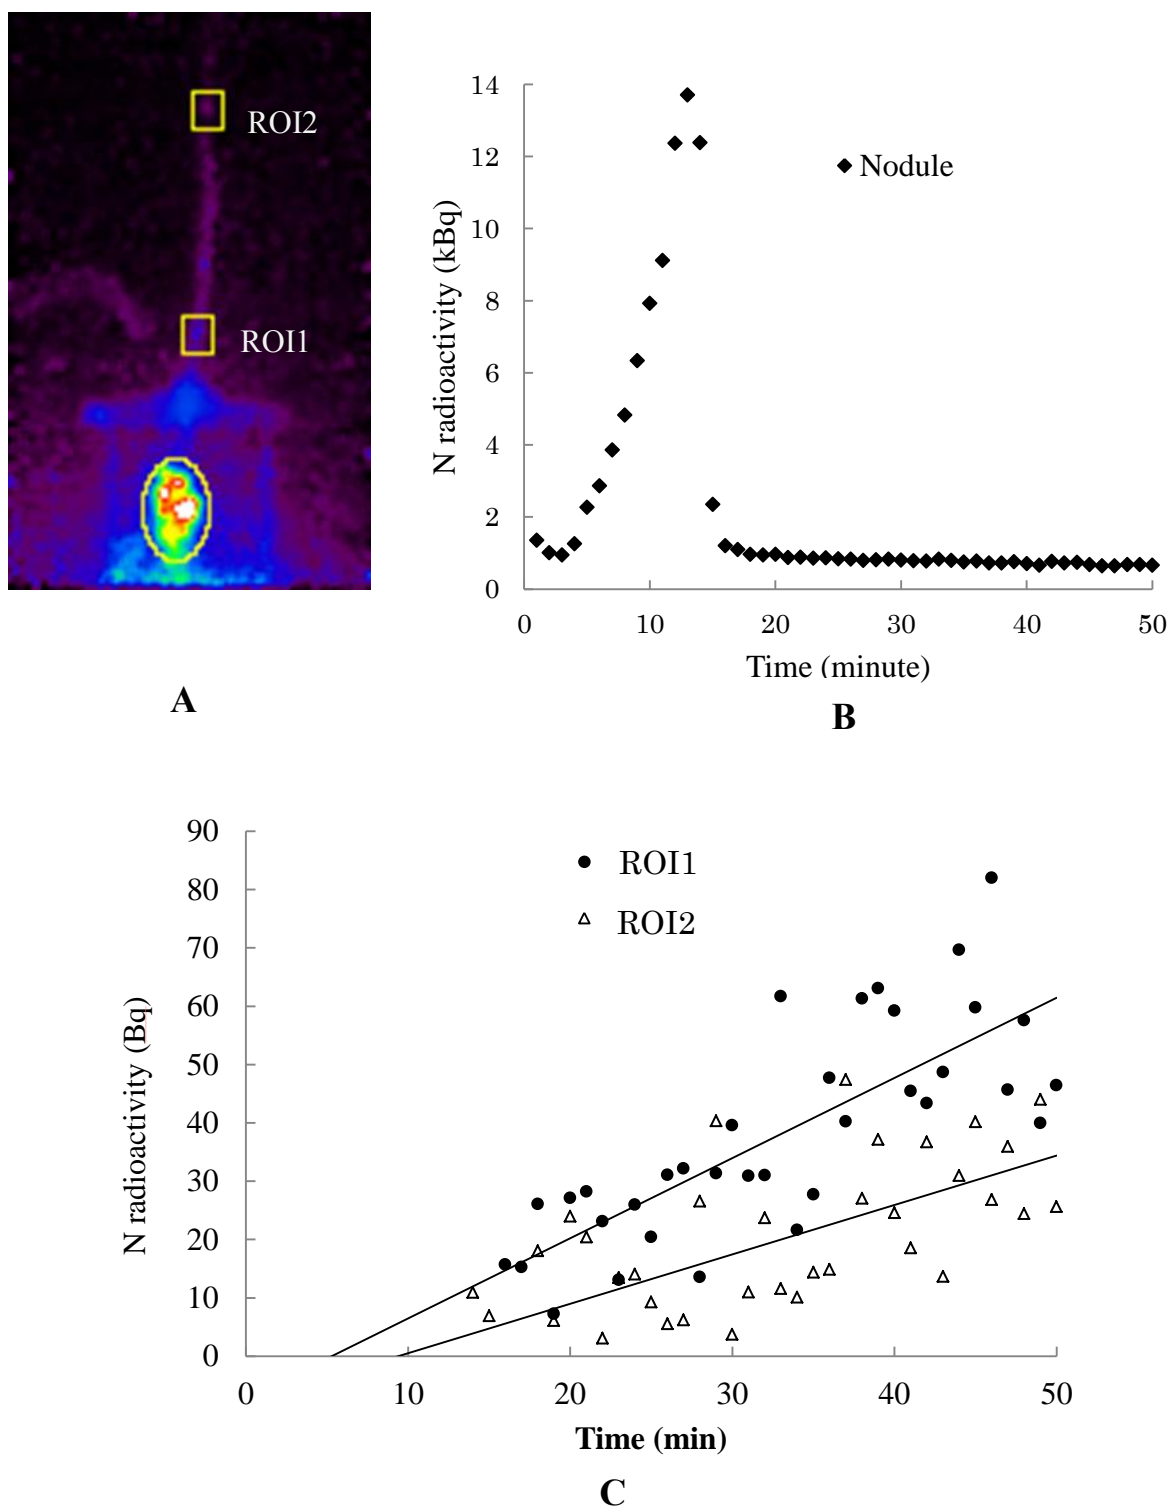 ROI2
ROI1
A
14
12
10
8
6
4
2
0
N radioactivity (kBq)
Nodule
0 10 20 30 40 50
Time (minute)
B
90
80
70
60
50
40
30
20
10
0
N radioactivity (Bq)
ROI1
ROI2
0 10 20 30 40 50
Time (min)
C